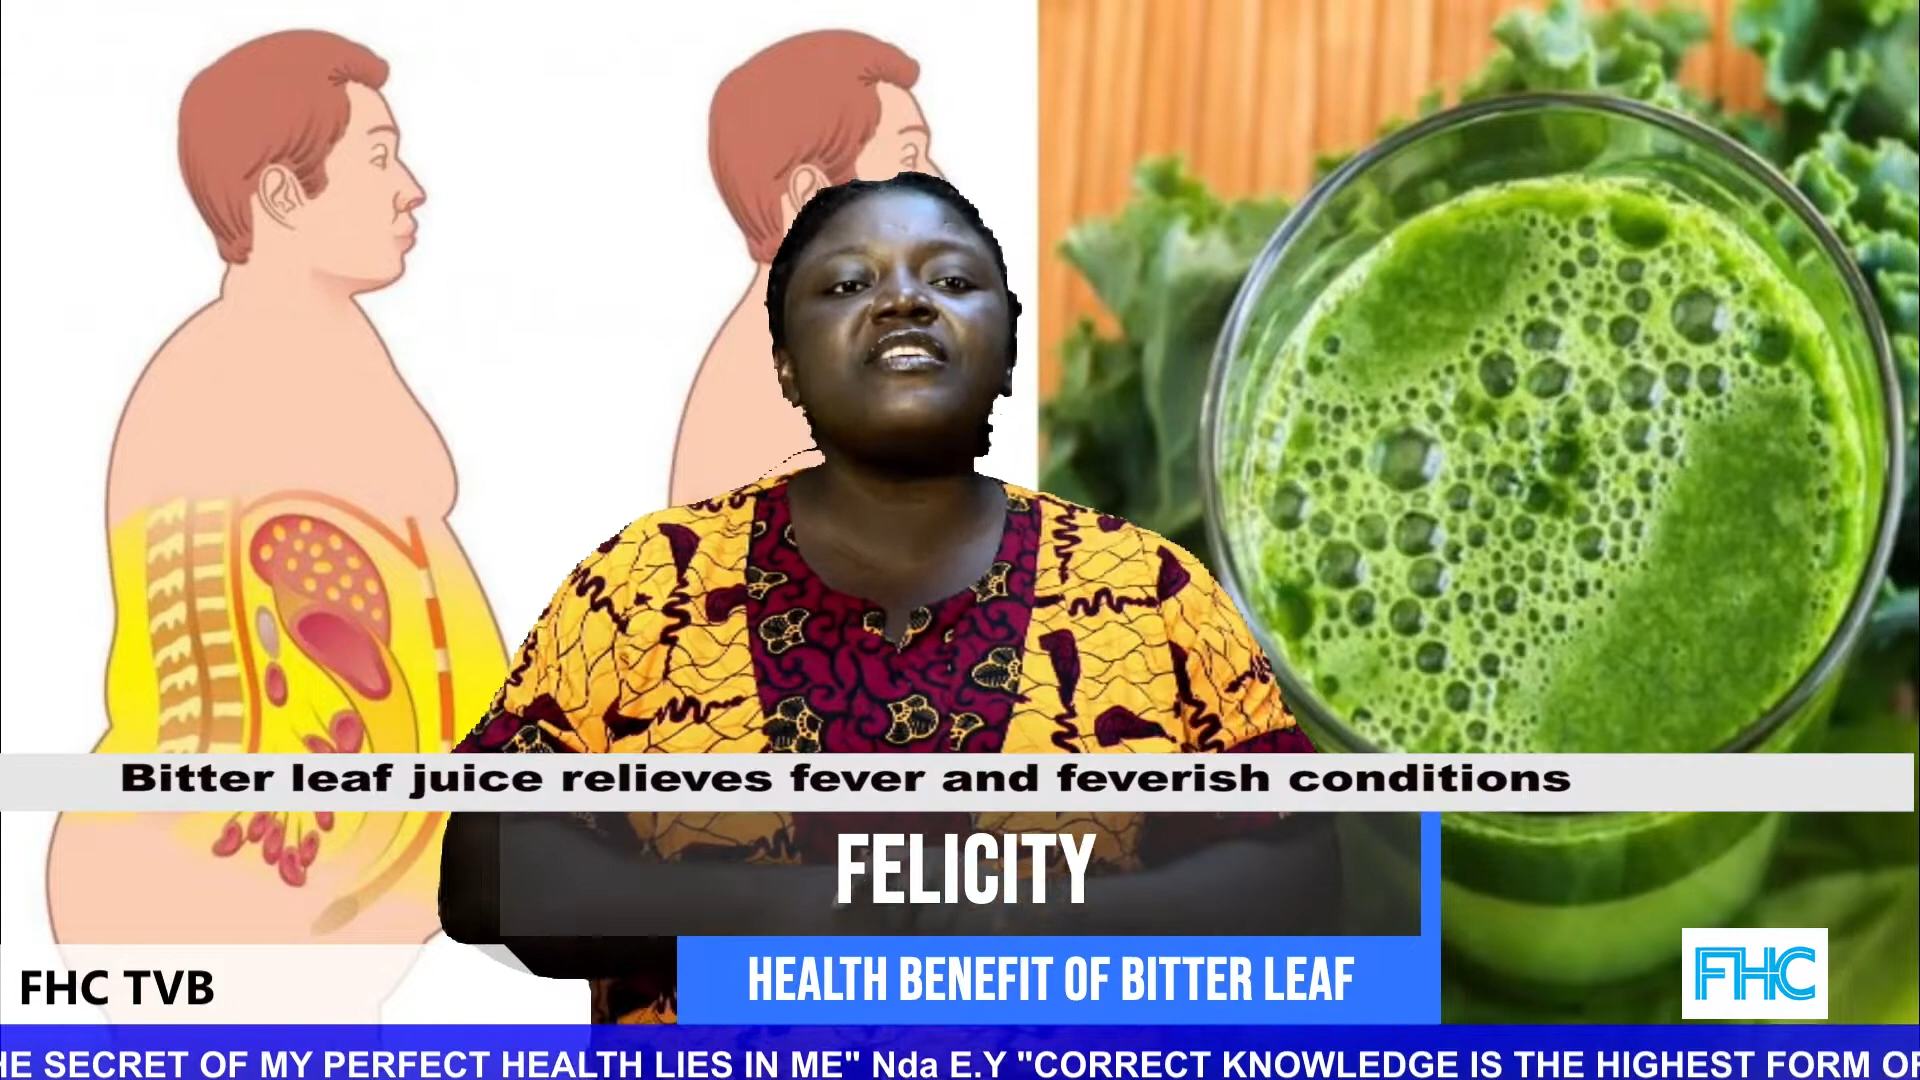 Bitter leaf juice relieves fever and feverish conditions
FELICITY
HEALTH BENEFIT OF BITTER LEAF
FHC TVB
FHC
HE SECRET OF MY PERFECT HEALTH LIES IN ME" Nda E.Y "CORRECT KNOWLEDGE IS THE HIGHEST FORM OF